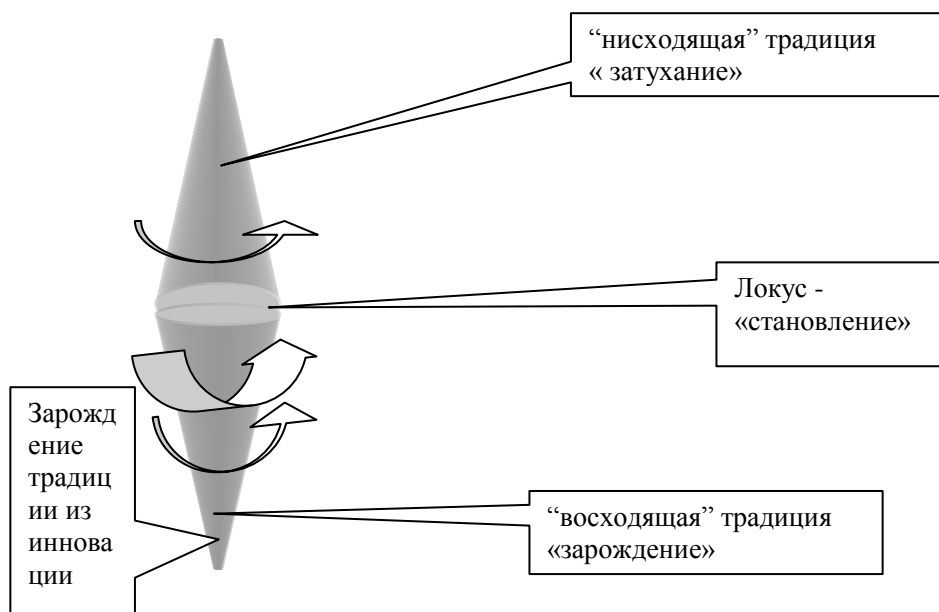 “нисходящая” традиция
« затухание»
Локус -
«становление»
Зарожд
ение
традиц
ии из
иннова
ции
“восходящая” традиция
«зарождение»